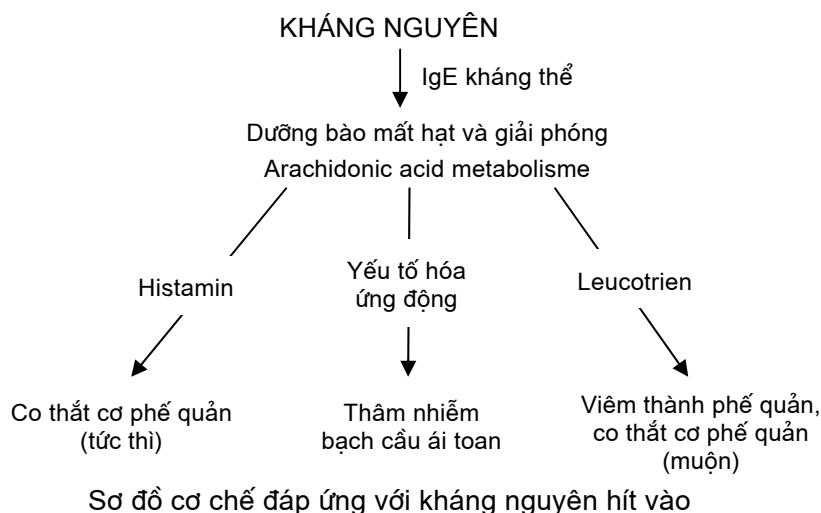 KHÁNG NGUYÊN
IgE kháng thể
Dưỡng bào mất hạt và giải phóng
Arachidonic acid metabolisme
Histamin
Yếu tố hóa
ứng động
Leucotrien
Co thắt cơ phế quản
(tức thì)
Thâm nhiễm
bạch cầu ái toan
Viêm thành phế quản,
co thắt cơ phế quản
(muộn)
Sơ đồ cơ chế đáp ứng với kháng nguyên hít vào